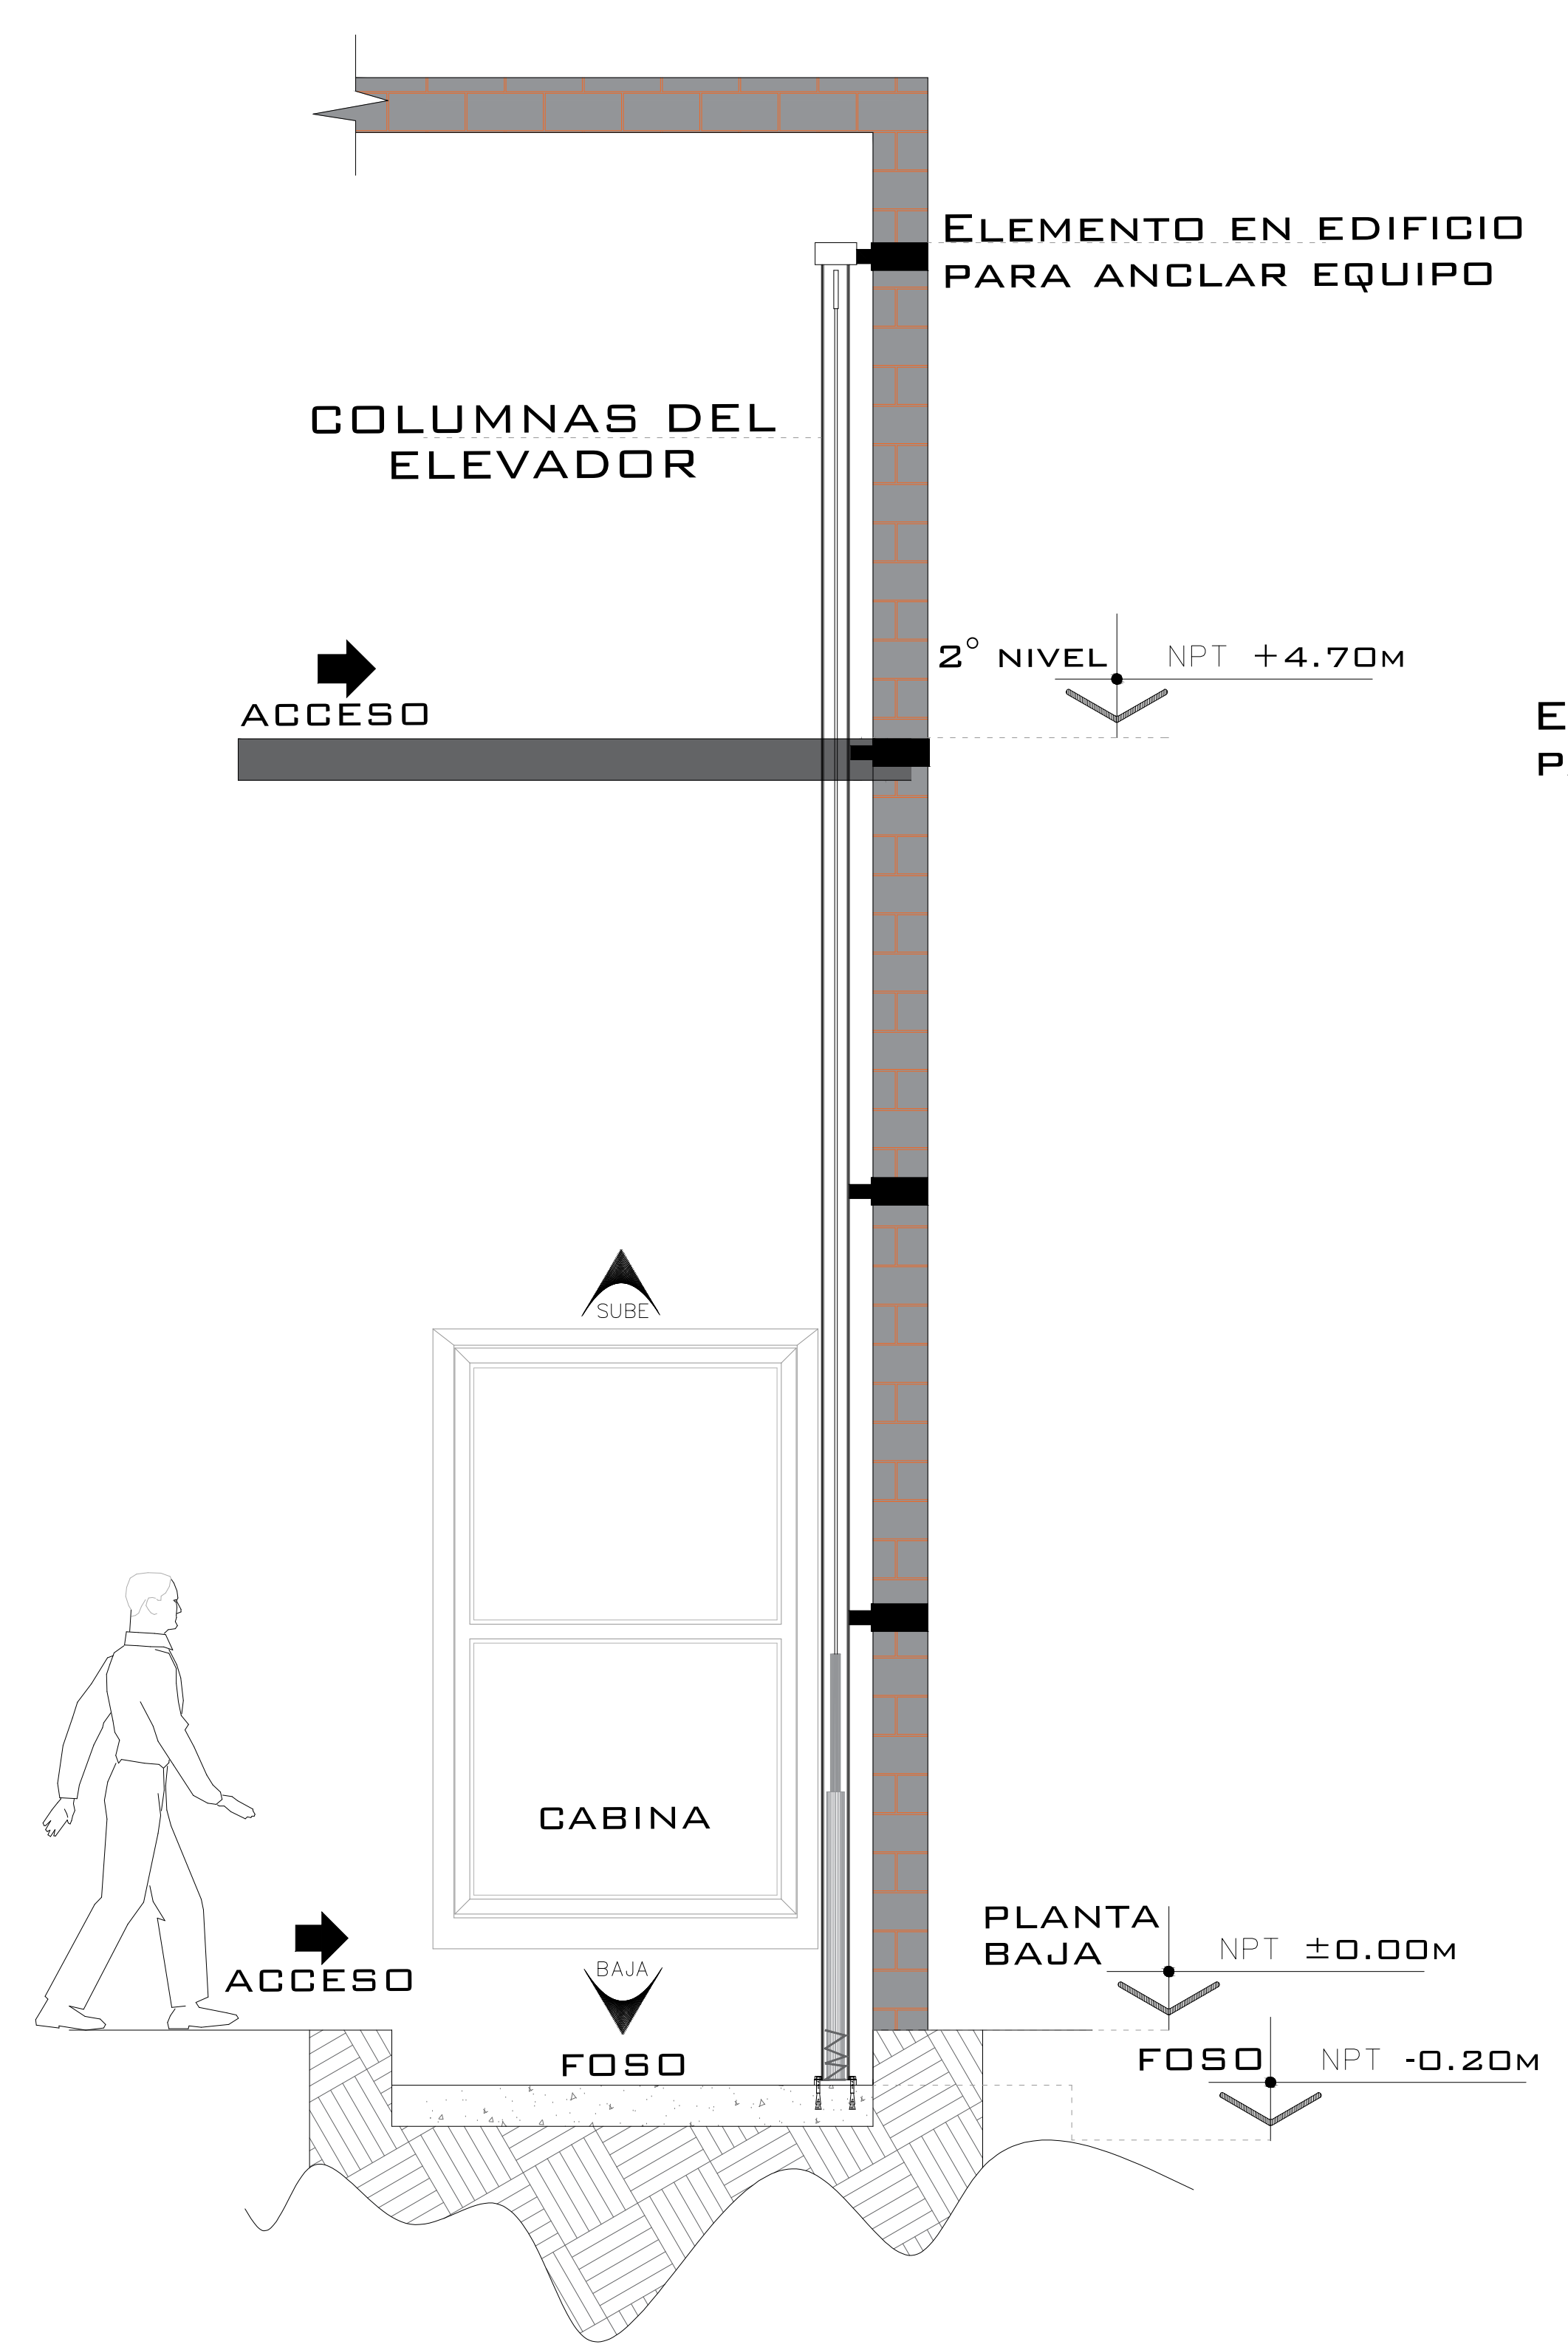 Elemento en edificio
para anclar equipo
COLUMNAS DEL
ELEVADOR
2° nivel NPT +4.70m
ACCESO
E
P
SUBE
CABINA
PLANTA
BAJA
NPT ±0.00m
BAJA
ACCESO
FOSO
FOSO NPT -0.20m